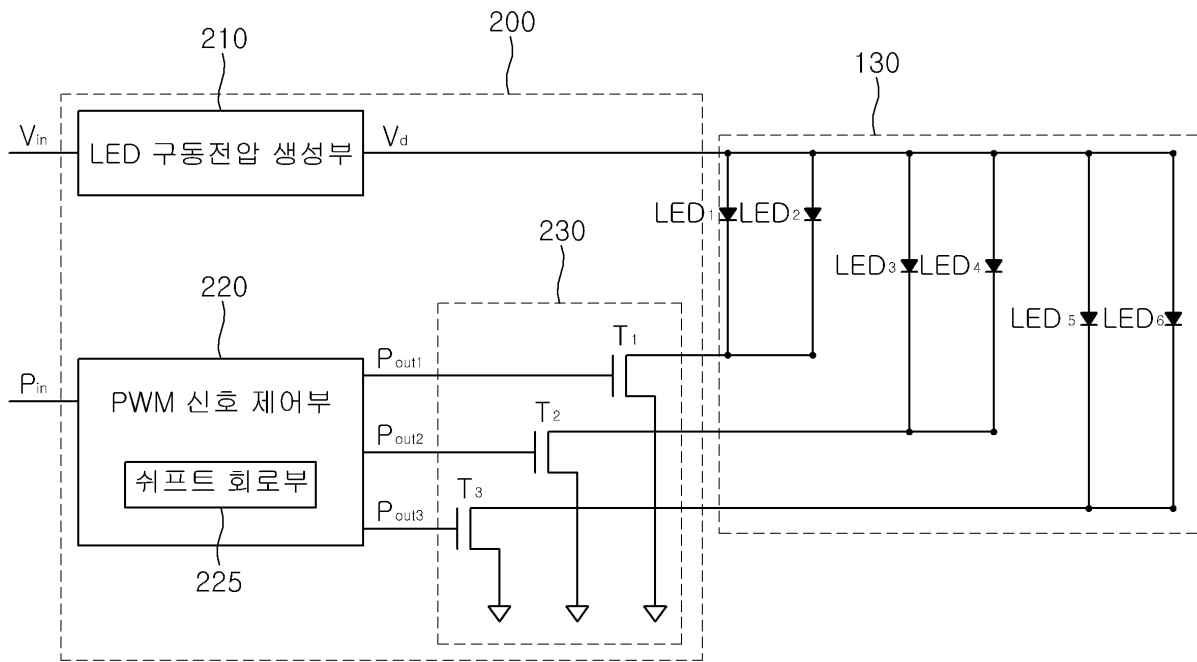 210
200
130
Vin
LED 구동전압 생성부
Vd
LED1
LED2
230
LED3
LED4
220
LED5
LED6
Pin
PWM 신호 제어부
Pout1
T1
Pout2
T2
쉬프트 회로부
Pout3
T3
225